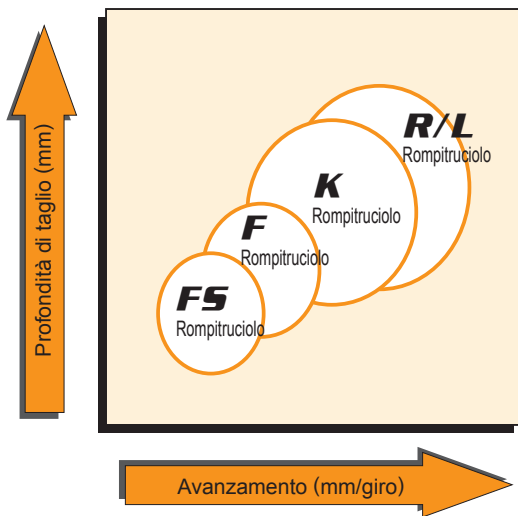 Profondità di taglio (mm)
R/L
Rompitruciolo
K
Rompitruciolo
F
Rompitruciolo
FS
Rompitruciolo
Avanzamento (mm/giro)